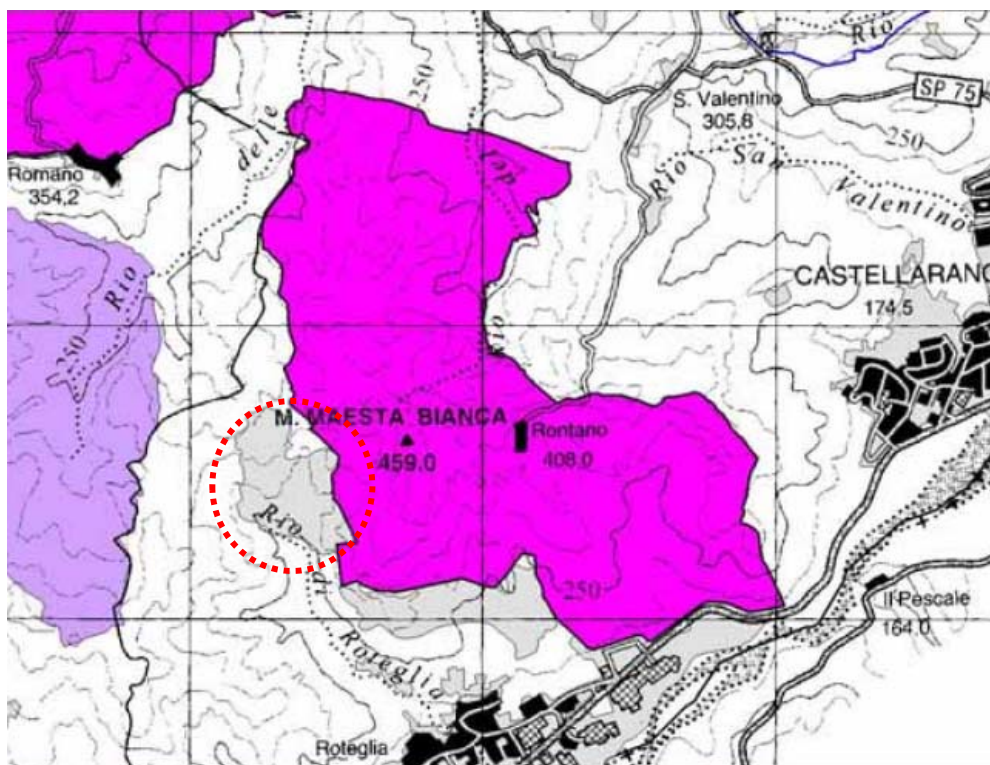 Rio
SP 75
S. Valentino
305.8
250
250
delle
Rio San Valentino
Romano
354.2
Rio
CASTELLARANO
174.5
250
Rio
M. MAESTA BIANCA
459.0
Rontano
408.0
Rio
di
Roteglia
250
Il Pescale
164.0
Roteglia